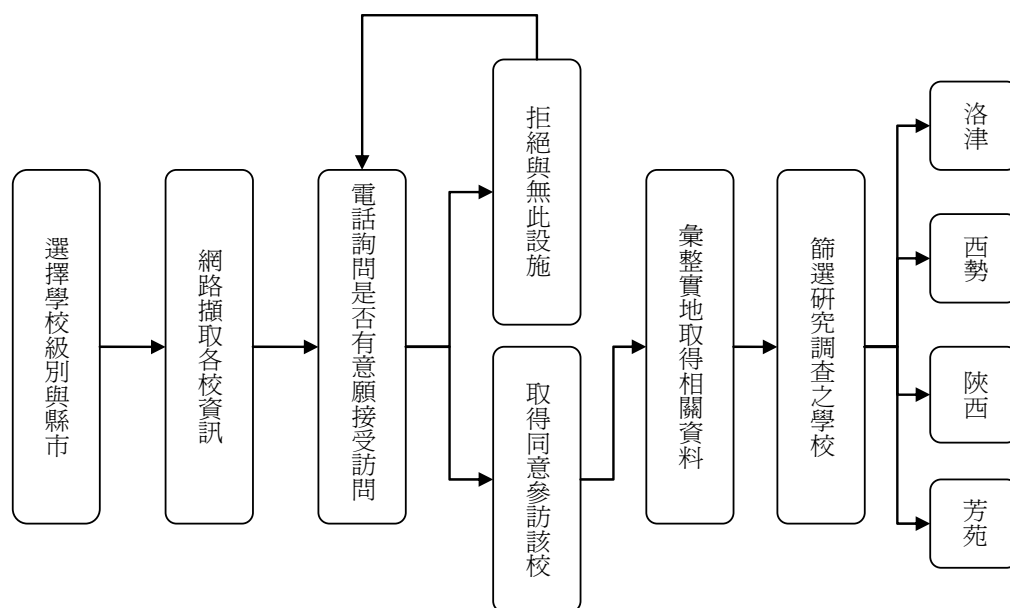 選擇學校級別與縣市
網路擷取各校資訊
電話詢問是否有意願接受訪問
拒絕與無此設施
取得同意參訪該校
彙整實地取得相關資料
篩選研究調查之學校
洛津
西勢
陝西
芳苑